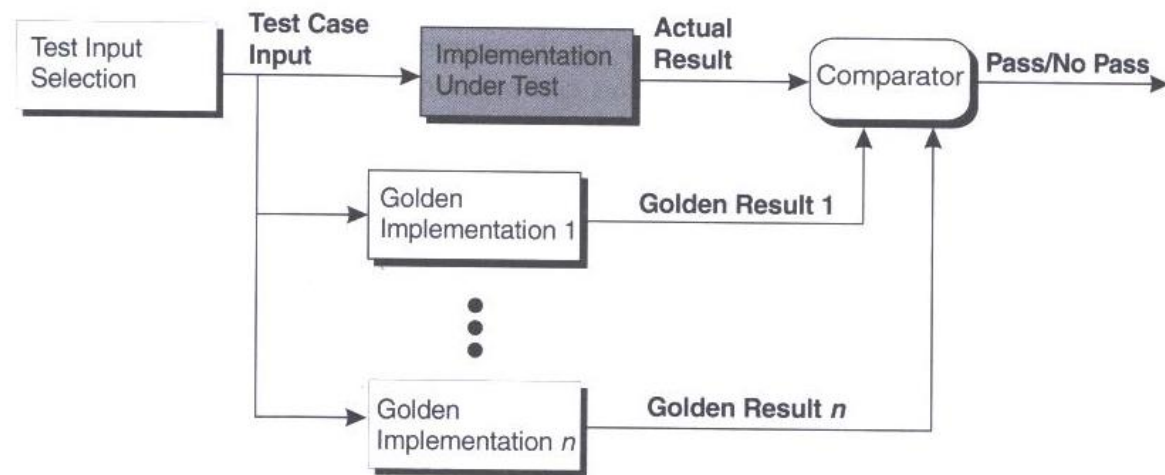 Test Input
Selection
Test Case
Input
Implementation
Under Test
Actual
Result
Comparator
Pass/No Pass
Golden
Implementation 1
Golden Result 1
Golden
Implementation n
Golden Result n